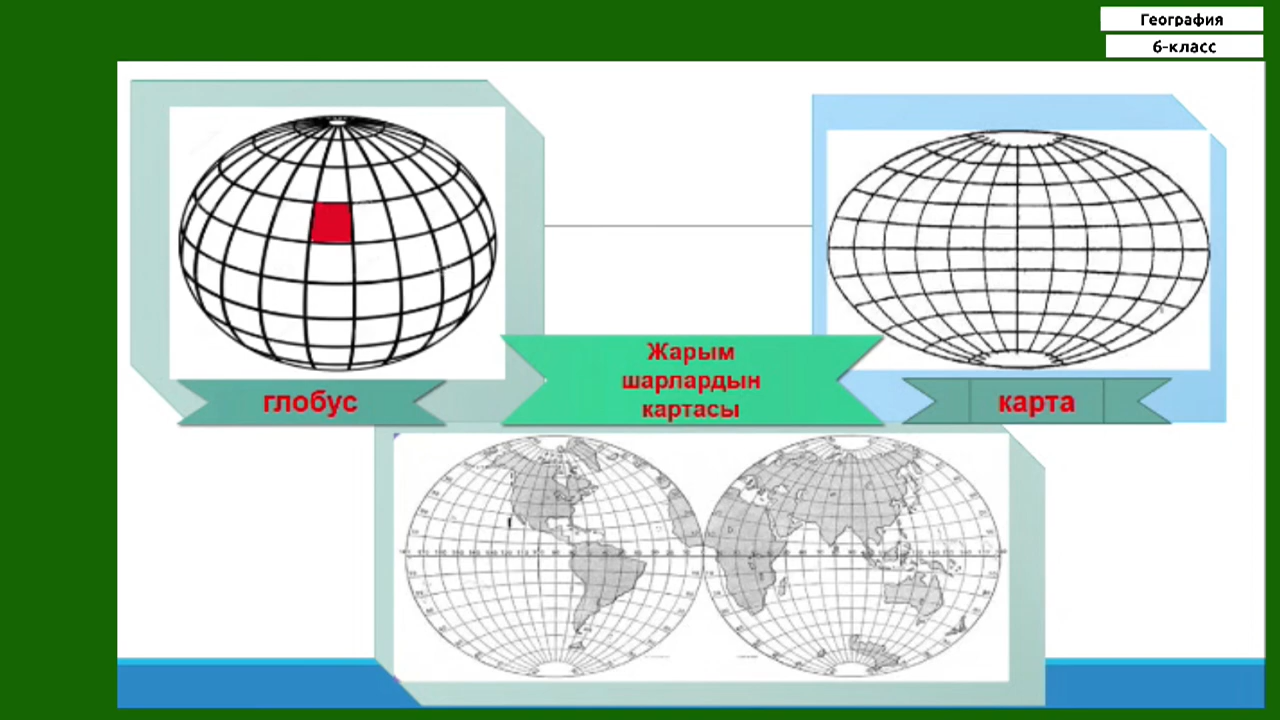 География
6-класс
глобус
Жарым
шарлардын
картасы
карта